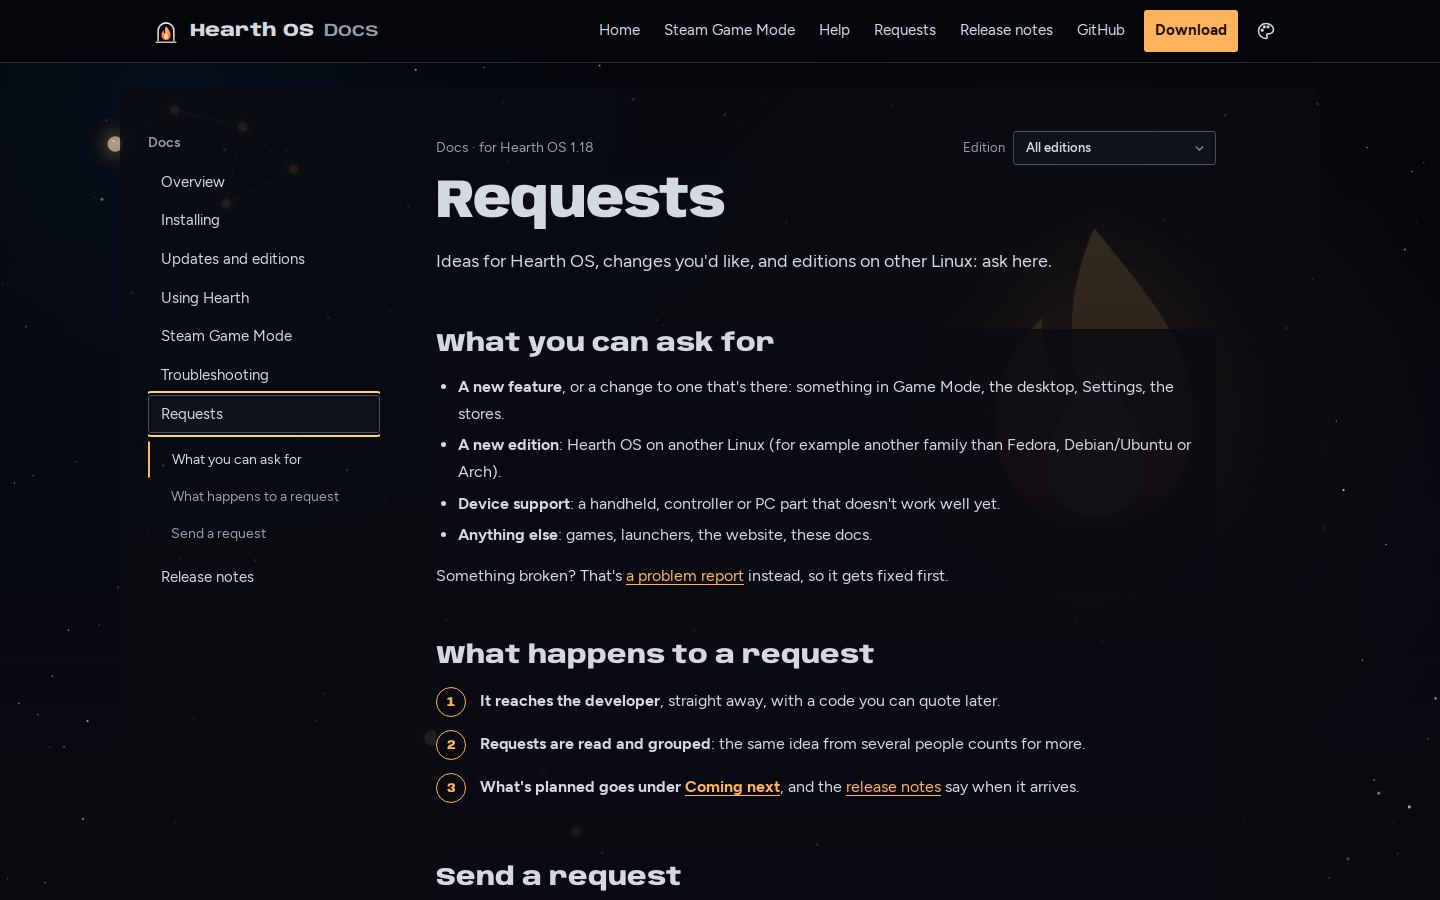 Hearth OS Docs
Home
Steam Game Mode
Help
Requests
Release notes
GitHub
Download
Docs
Overview
Installing
Updates and editions
Using Hearth
Steam Game Mode
Troubleshooting
Requests
What you can ask for
What happens to a request
Send a request
Release notes
Docs · for Hearth OS 1.18
Edition
All editions
Requests
Ideas for Hearth OS, changes you'd like, and editions on other Linux: ask here.
What you can ask for
• A new feature, or a change to one that's there: something in Game Mode, the desktop, Settings, the
stores.
• A new edition: Hearth OS on another Linux (for example another family than Fedora, Debian/Ubuntu or
Arch).
• Device support: a handheld, controller or PC part that doesn't work well yet.
• Anything else: games, launchers, the website, these docs.
Something broken? That's a problem report instead, so it gets fixed first.
What happens to a request
1 It reaches the developer, straight away, with a code you can quote later.
2 Requests are read and grouped: the same idea from several people counts for more.
3 What's planned goes under Coming next, and the release notes say when it arrives.
Send a request